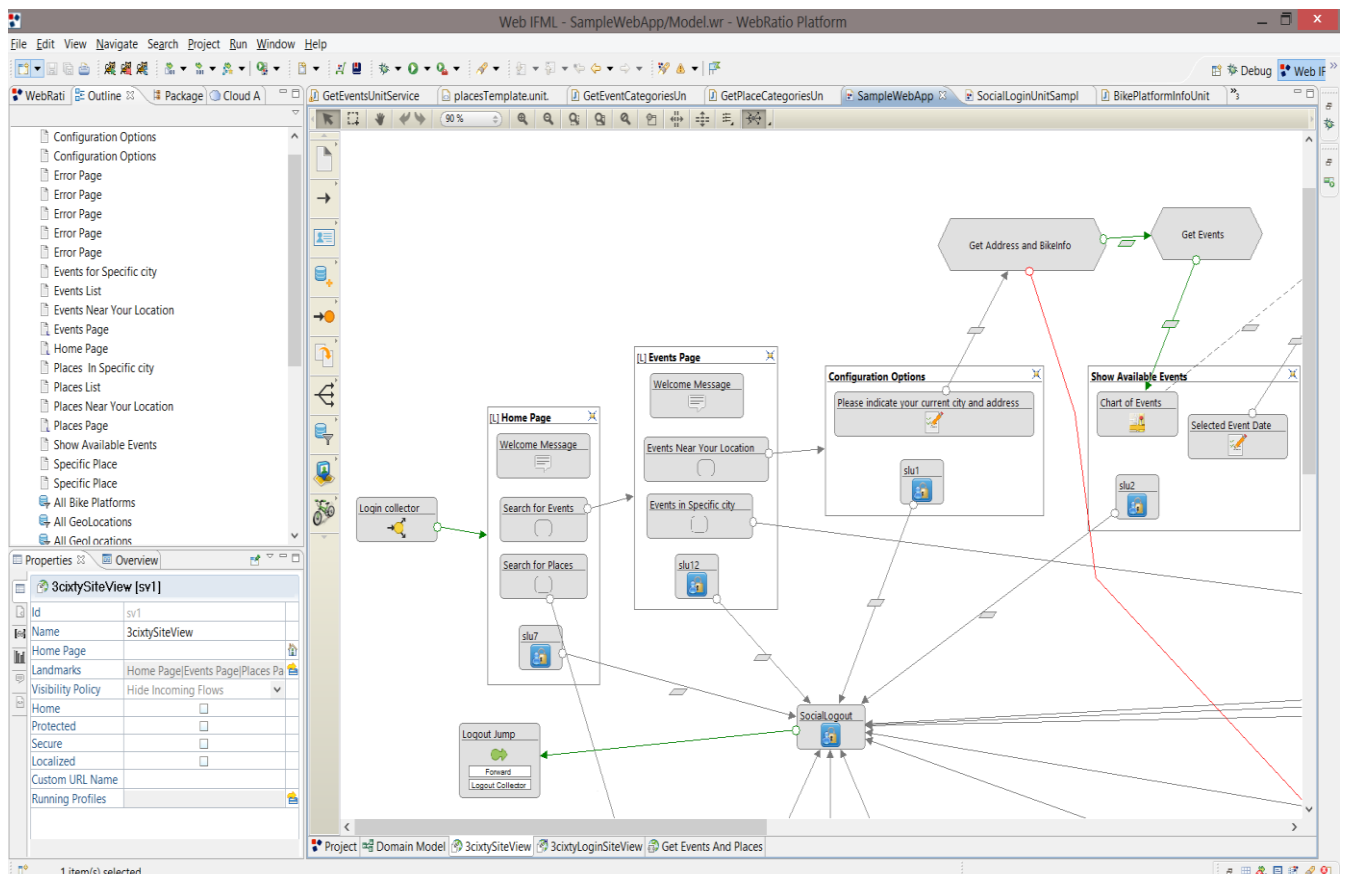 Web IFML - SampleWebApp/Model.wr - WebRatio Platform
File Edit View Navigate Search Project Run Window Help
Debug Web IF
WebRati Outline Package Cloud A
GetEventsUnitService placesTemplate.unit. GetEventCategoriesUn GetPlaceCategoriesUn SampleWebApp SocialLoginUnitSampl BikePlatformInfoUnit 3
90 %
Configuration Options
Configuration Options
Error Page
Error Page
Error Page
Error Page
Error Page
Events for Specific city
Events List
Events Near Your Location
Events Page
Home Page
Places In Specific city
Places List
Places Near Your Location
Places Page
Show Available Events
Specific Place
Specific Place
All Bike Platforms
All GeoLocations
All GeoLocations
Get Address and BikeInfo
Get Events
[L] Events Page
Welcome Message
Events Near Your Location
Events in Specific city
slu12
Configuration Options
Please indicate your current city and address
slu1
Show Available Events
Chart of Events
Selected Event Date
slu2
[L] Home Page
Welcome Message
Search for Events
Search for Places
slu7
Login collector
SocialLogout
Logout Jump
Forward
Logout Collector
Properties Overview
3cixtySiteView [sv1]
Id sv1
Name 3cixtySiteView
Home Page
Landmarks Home Page|Events Page|Places Pa
Visibility Policy Hide Incoming Flows
Home
Protected
Secure
Localized
Custom URL Name
Running Profiles
Project Domain Model 3cixtySiteView 3cixtyLoginSiteView Get Events And Places
1 item(s) selected